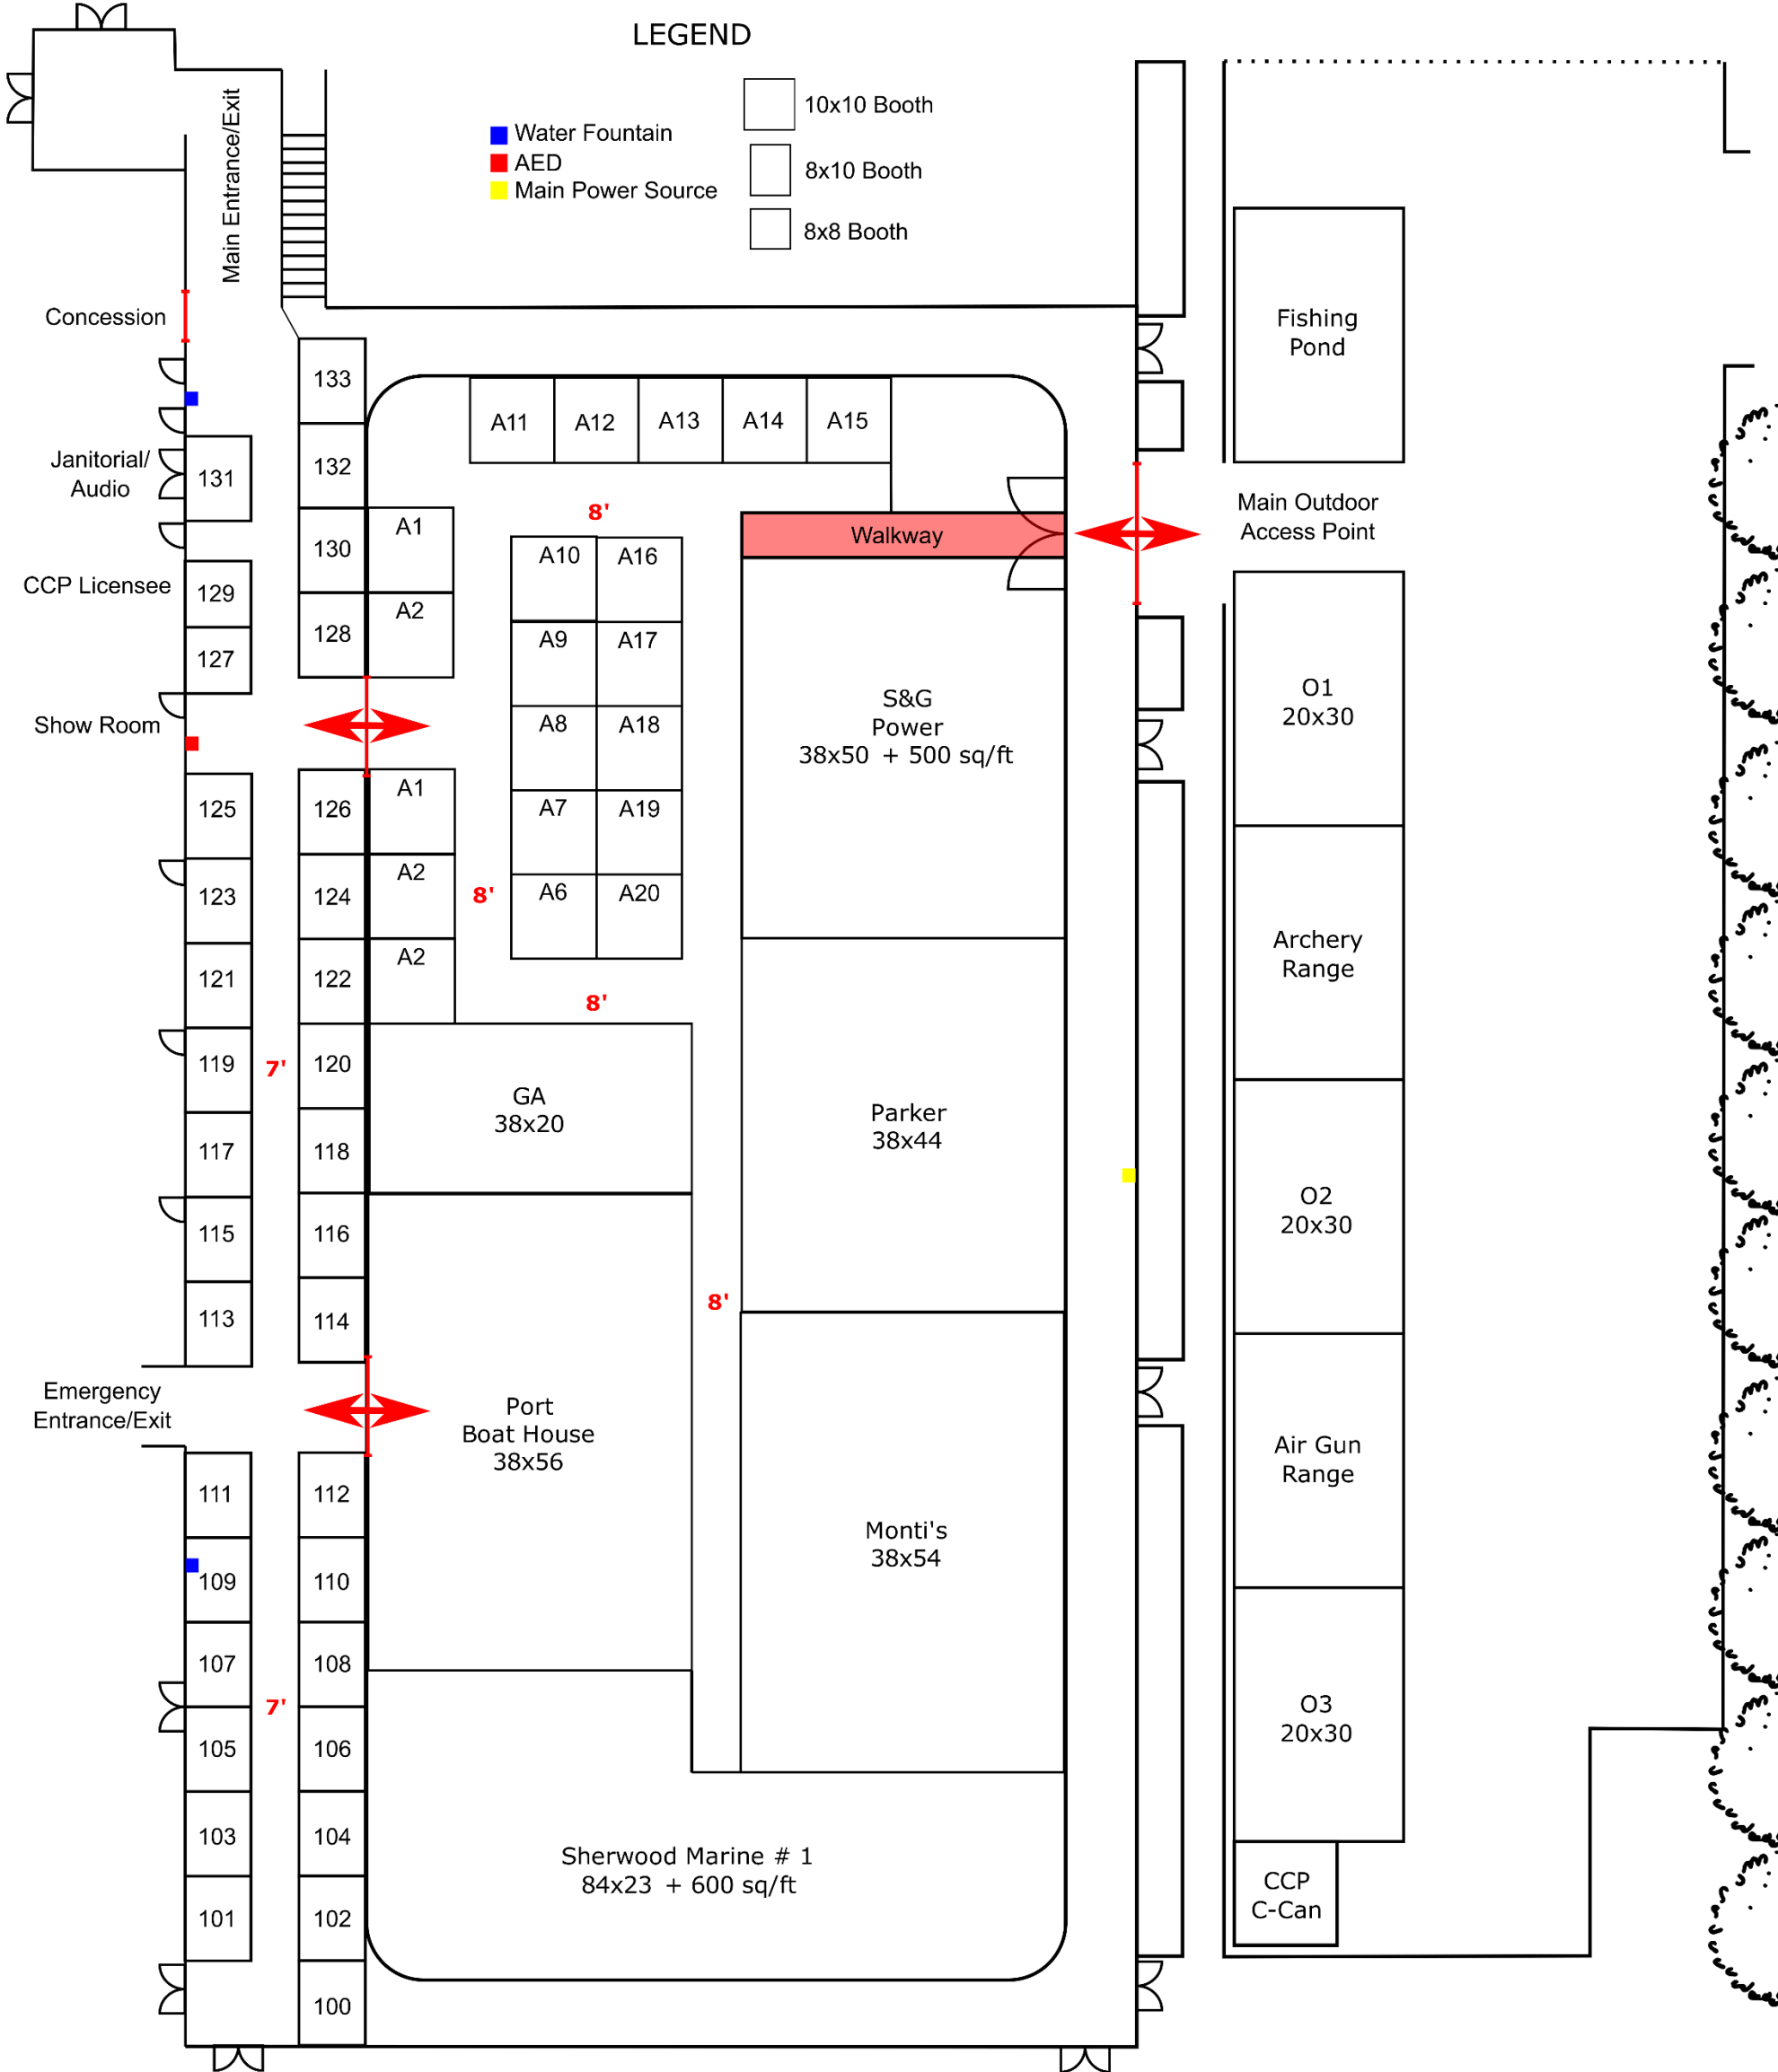 LEGEND
Water Fountain
AED
Main Power Source
10x10 Booth
8x10 Booth
8x8 Booth
Main Entrance/Exit
Concession
Janitorial/
Audio
CCP Licensee
Show Room
Emergency
Entrance/Exit
133
132
131
130
129
128
127
126
125
124
123
122
121
120
119
118
117
116
115
114
113
112
111
110
109
108
107
106
105
104
103
102
101
100
7'
7'
A11
A12
A13
A14
A15
A1
A2
A1
A2
A2
8'
8'
8'
8'
A10
A16
A9
A17
A8
A18
A7
A19
A6
A20
Walkway
S&G
Power
38x50 + 500 sq/ft
GA
38x20
Parker
38x44
Port
Boat House
38x56
Monti's
38x54
Sherwood Marine # 1
84x23 + 600 sq/ft
Fishing
Pond
Main Outdoor
Access Point
O1
20x30
Archery
Range
O2
20x30
Air Gun
Range
O3
20x30
CCP
C-Can